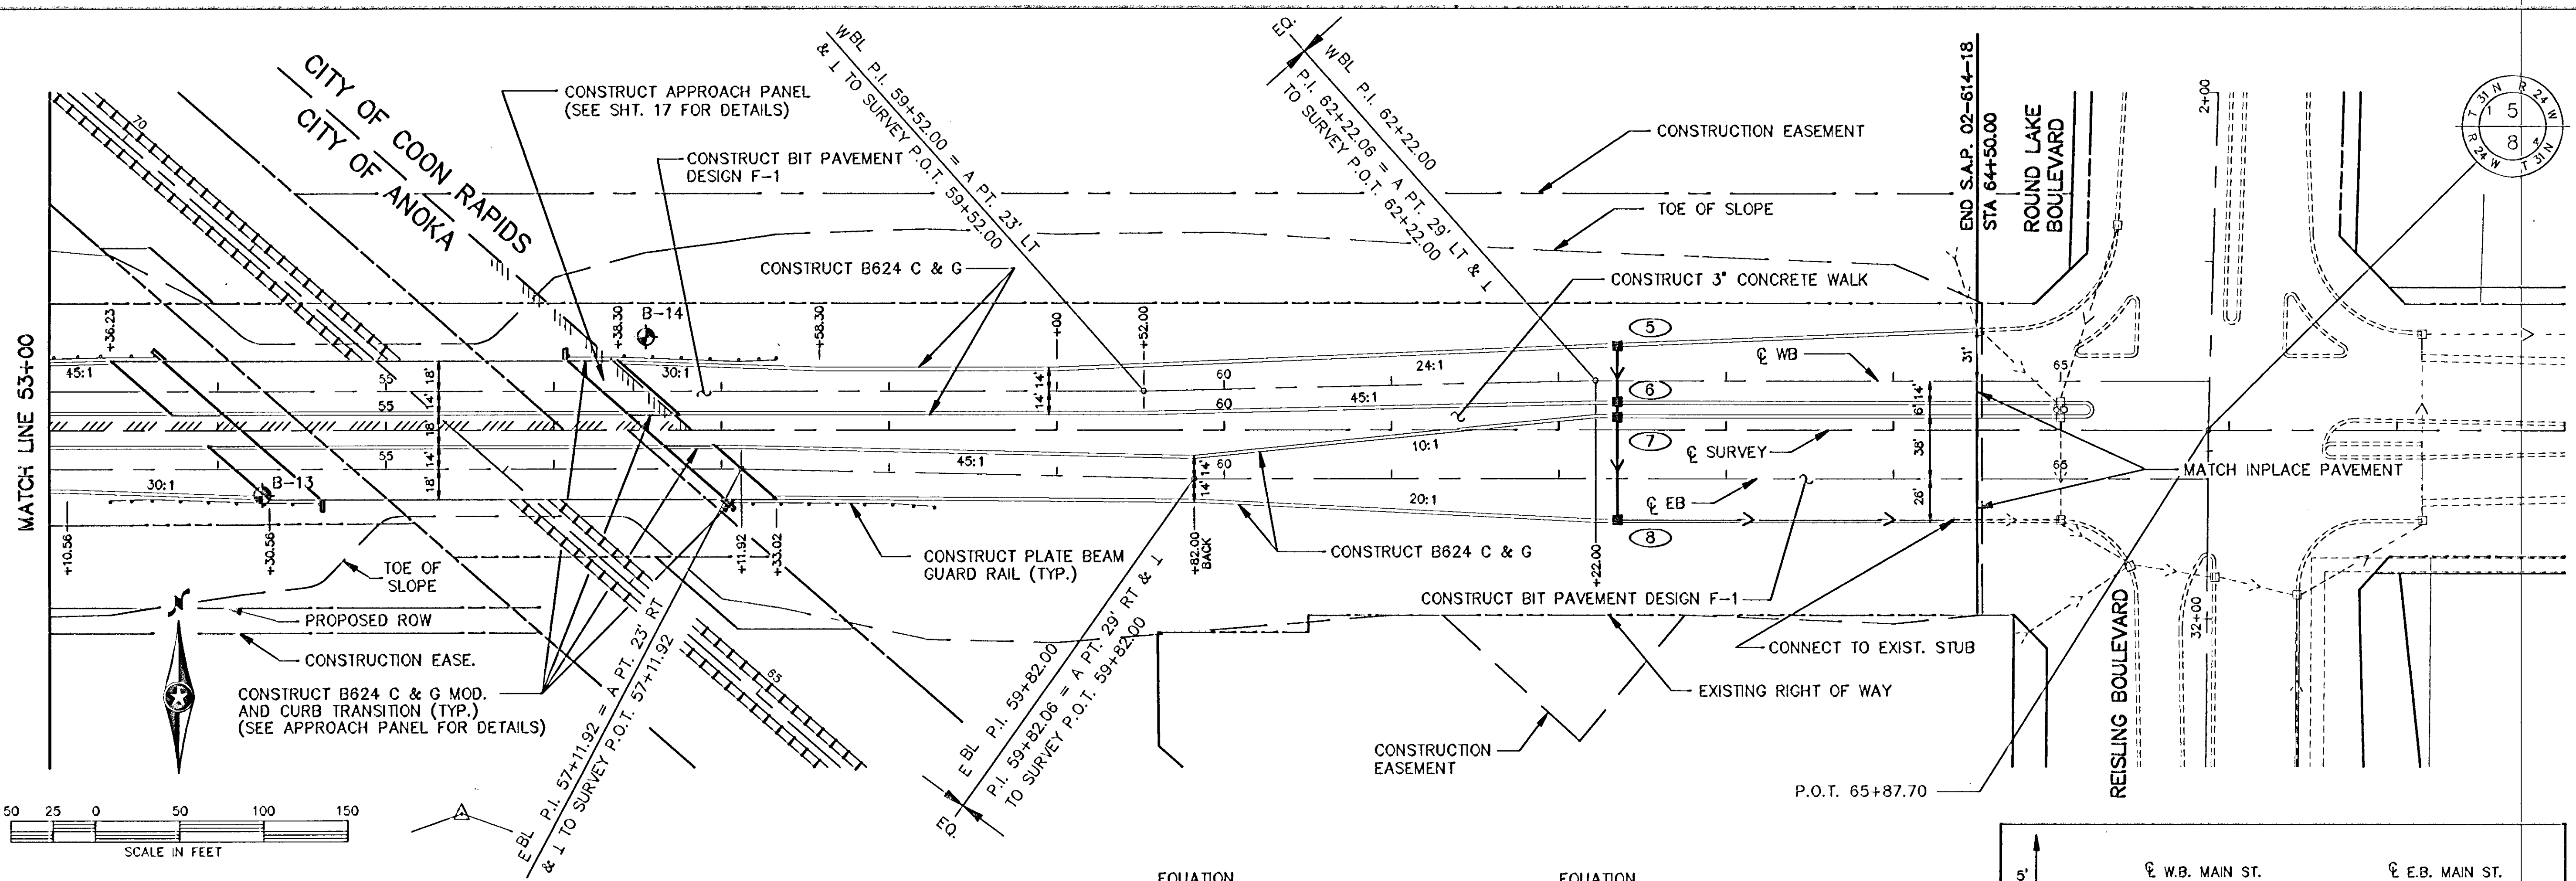 CITY OF COON RAPIDS
CITY OF ANOKA
CONSTRUCT APPROACH PANEL
(SEE SHT. 17 FOR DETAILS)
CONSTRUCT BIT PAVEMENT
DESIGN F-1
WBL P.I. 59+52.00 = A PT. 23' LT
& ⊥ TO SURVEY P.O.T. 59+52.00
EQ.
WBL P.I. 62+22.00
P.I. 62+22.06 = A PT. 29' LT & ⊥
TO SURVEY P.O.T. 62+22.00
CONSTRUCTION EASEMENT
TOE OF SLOPE
END S.A.P. 02-614-18
STA 64+50.00
ROUND LAKE
BOULEVARD
2+00
T 31 N R 24 W
5
8
4
R 24 W T 31 N
70
CONSTRUCT B624 C & G
CONSTRUCT 3" CONCRETE WALK
MATCH LINE 53+00
+36.23
+38.30
B-14
+58.30
+00
+52.00
5
℄ WB
31'
65
45:1
55
18'
30:1
14'
14'
60
24:1
6
14'
6'
55
14'
60
45:1
18'
7
38'
℄ SURVEY
10:1
55
14'
45:1
14'
60
65
MATCH INPLACE PAVEMENT
30:1
B-13
18'
14'
20:1
℄ EB
26'
8
+10.56
+30.56
+11.92
+33.02
+82.00
BACK
+22.00
TOE OF
SLOPE
CONSTRUCT PLATE BEAM
GUARD RAIL (TYP.)
CONSTRUCT B624 C & G
CONSTRUCT BIT PAVEMENT DESIGN F-1
N
PROPOSED ROW
CONSTRUCTION EASE.
CONNECT TO EXIST. STUB
32+00
REISLING BOULEVARD
65
CONSTRUCT B624 C & G MOD.
AND CURB TRANSITION (TYP.)
(SEE APPROACH PANEL FOR DETAILS)
EBL P.I. 57+11.92 = A PT. 23' RT
& ⊥ TO SURVEY P.O.T. 57+11.92
EBL P.I. 59+82.00
P.I. 59+82.06 = A PT. 29' RT & ⊥
TO SURVEY P.O.T. 59+82.00
EQ.
EXISTING RIGHT OF WAY
CONSTRUCTION
EASEMENT
P.O.T. 65+87.70
50 25 0 50 100 150
SCALE IN FEET
EQUATION
EQUATION
5'
℄ W.B. MAIN ST.
℄ E.B. MAIN ST.